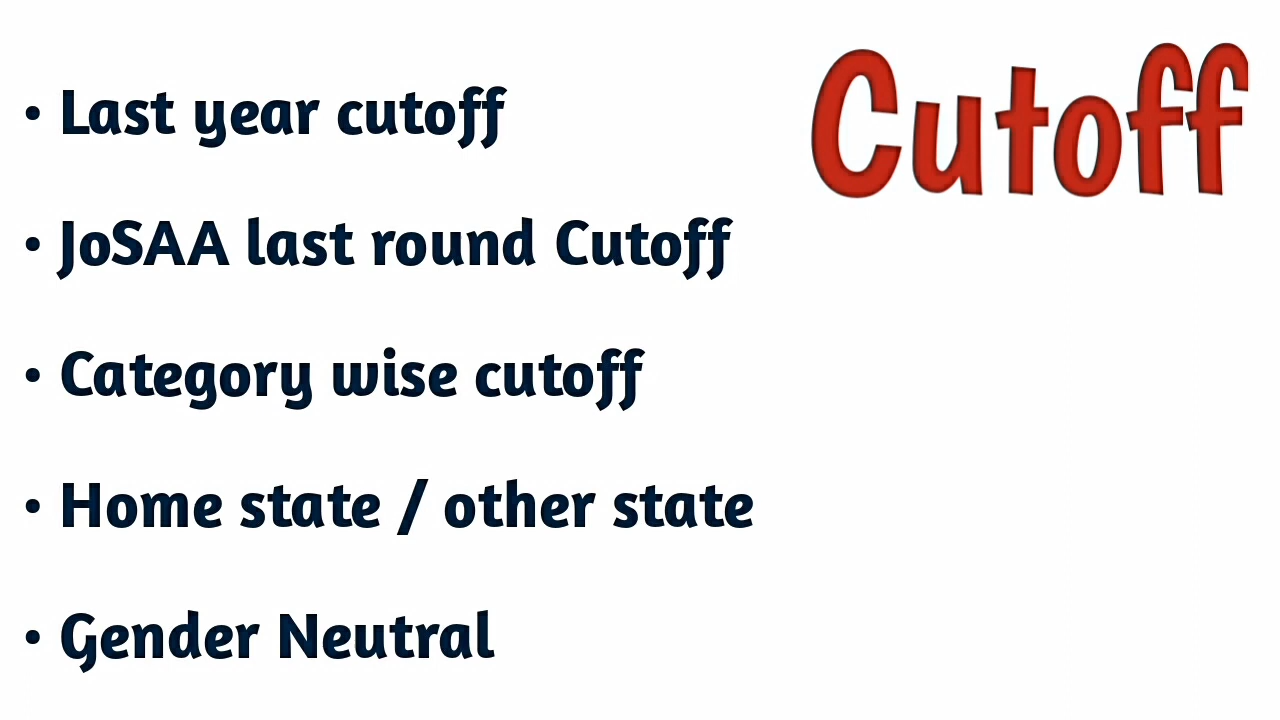 Cutoff
• Last year cutoff
• JoSAA last round Cutoff
• Category wise cutoff
• Home state / other state
• Gender Neutral